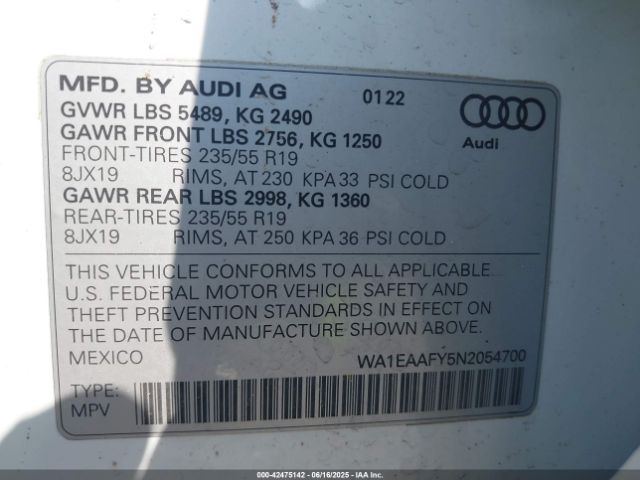 MFD. BY AUDI AG 01 22
GVWR LBS 5489, KG 2490
GAWR FRONT LBS 2756, KG 1250
Audi
FRONT-TIRES 235/55 R19
8JX19 RIMS, AT 230 KPA 33 PSI COLD
GAWR REAR LBS 2998, KG 1360
REAR-TIRES 235/55 R19
8JX19 RIMS, AT 250 KPA 36 PSI COLD
THIS VEHICLE CONFORMS TO ALL APPLICABLE
U.S. FEDERAL MOTOR VEHICLE SAFETY AND
THEFT PREVENTION STANDARDS IN EFFECT ON
THE DATE OF MANUFACTURE SHOWN ABOVE.
MEXICO WA1EAAFY5N2054700
TYPE:
MPV
000-42475142 - 06/16/2025 - IAA Inc.